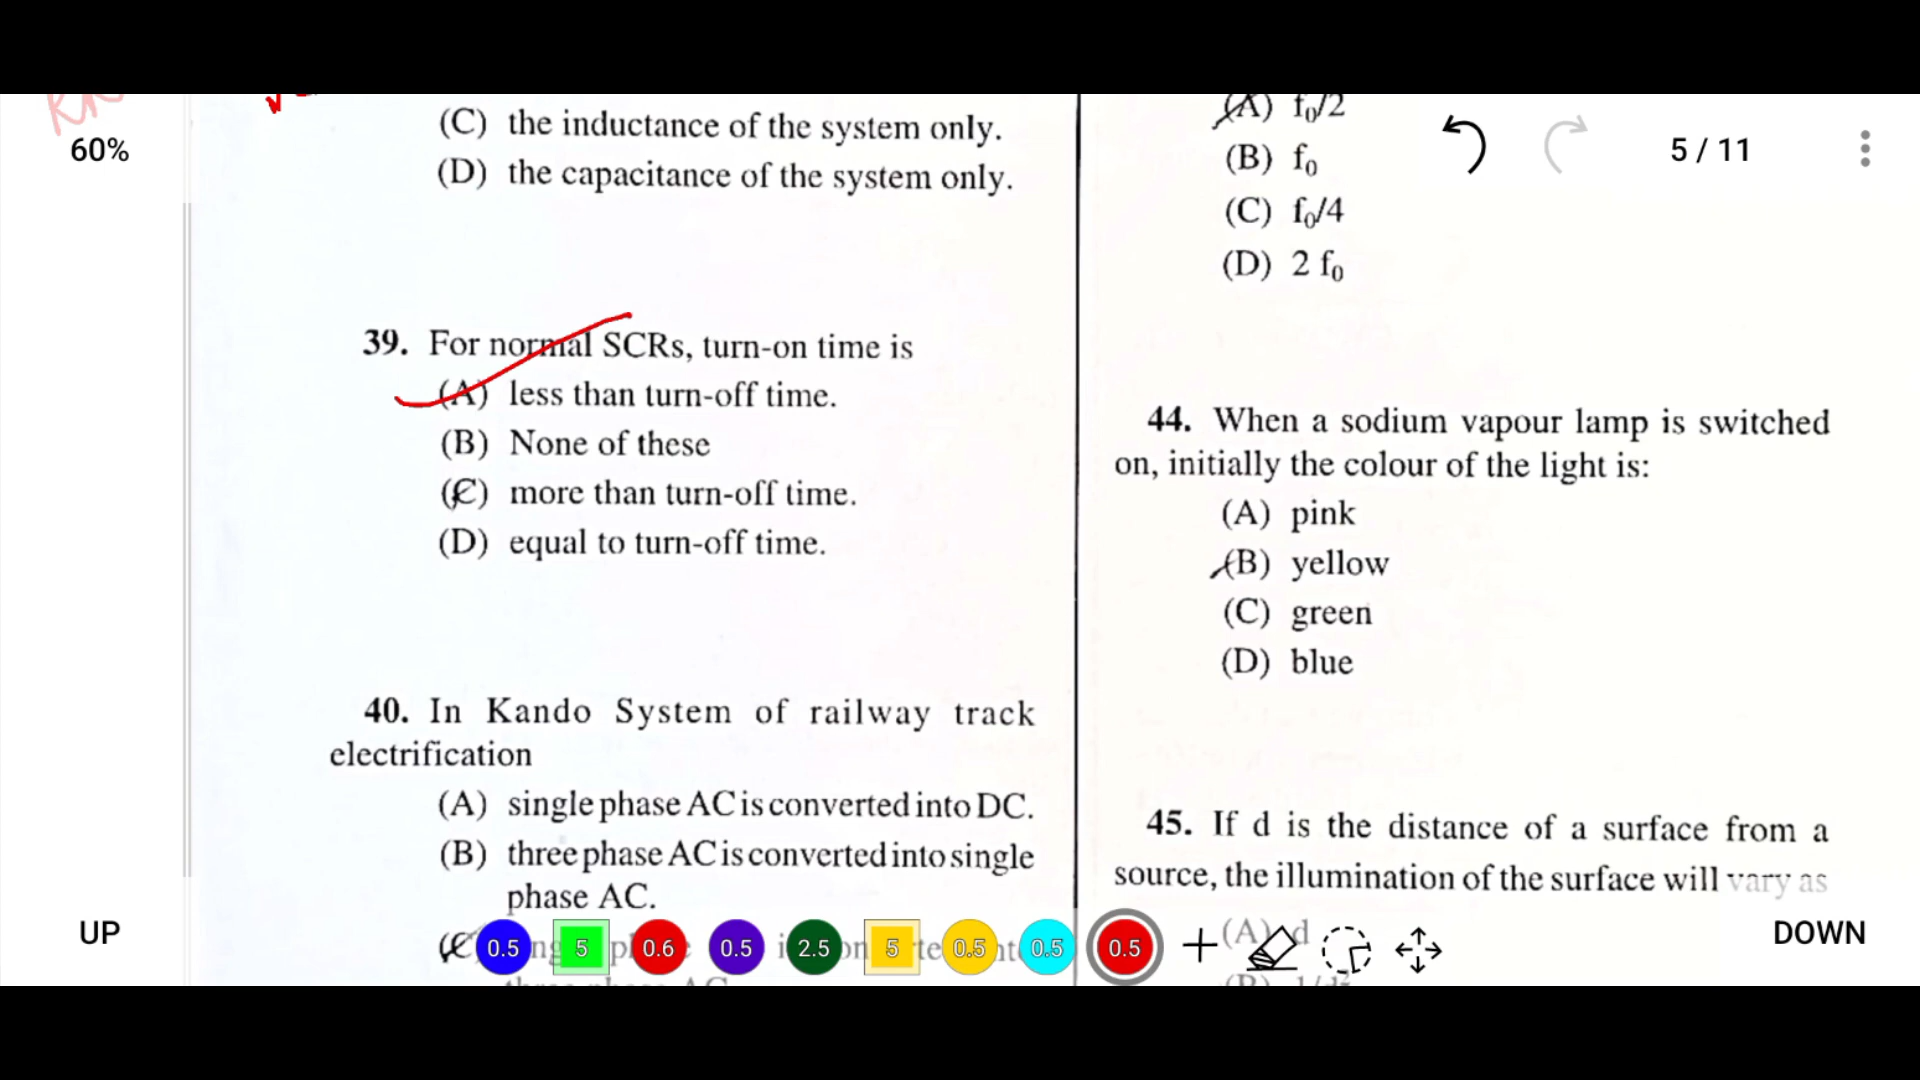 60%
(C) the inductance of the system only.
(D) the capacitance of the system only.
39. For normal SCRs, turn-on time is
(A) less than turn-off time.
(B) None of these
(C) more than turn-off time.
(D) equal to turn-off time.
40. In Kando System of railway track
electrification
(A) single phase AC is converted into DC.
(B) three phase AC is converted into single
phase AC.
(A) f₀/2
(B) f₀
(C) f₀/4
(D) 2 f₀
5 / 11
44. When a sodium vapour lamp is switched
on, initially the colour of the light is:
(A) pink
(B) yellow
(C) green
(D) blue
45. If d is the distance of a surface from a
source, the illumination of the surface will vary as
(A) d
UP
0.5 5 0.6 0.5 2.5 5 0.5 0.5 0.5
DOWN